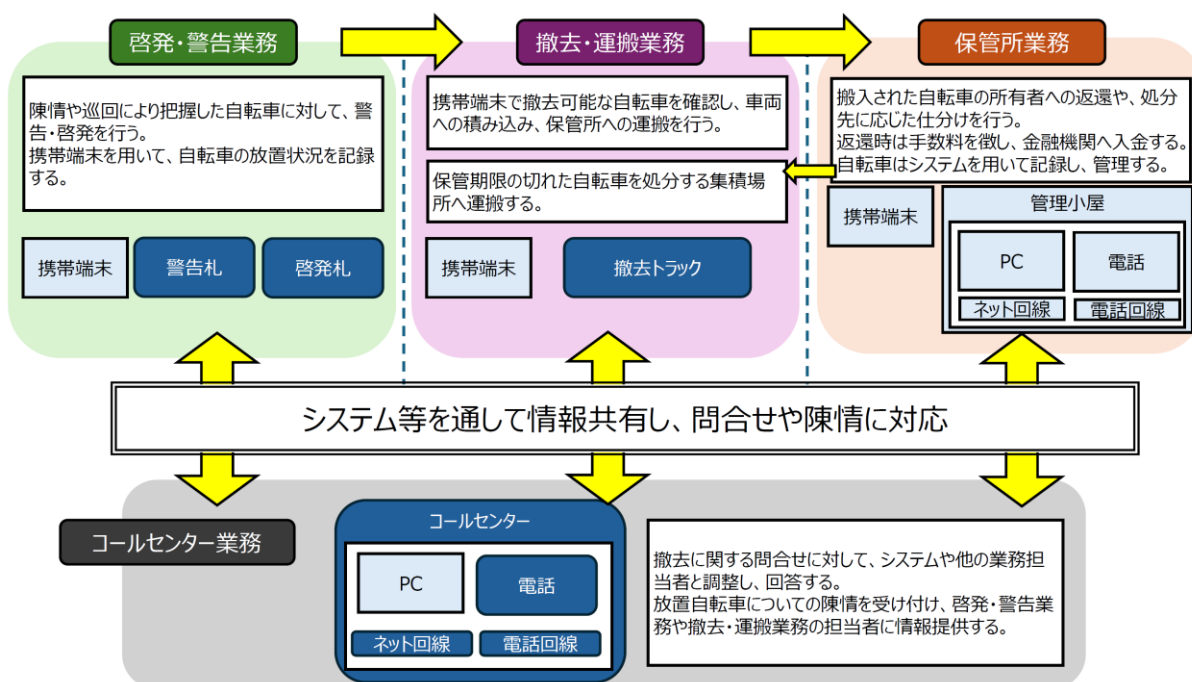 啓発・警告業務
撤去・運搬業務
保管所業務
陳情や巡回により把握した自転車に対して、警
告・啓発を行う。
携帯端末を用いて、自転車の放置状況を記録
する。
携帯端末で撤去可能な自転車を確認し、車両
への積み込み、保管所への運搬を行う。
保管期限の切れた自転車を処分する集積場
所へ運搬する。
搬入された自転車の所有者への返還や、処分
先に応じた仕分けを行う。
返還時は手数料を徴し、金融機関へ入金する。
自転車はシステムを用いて記録し、管理する。
携帯端末
警告札
啓発札
携帯端末
撤去トラック
携帯端末
管理小屋
PC
電話
ネット回線
電話回線
システム等を通して情報共有し、問合せや陳情に対応
コールセンター業務
コールセンター
PC
電話
ネット回線
電話回線
撤去に関する問合せに対して、システムや他の業務担
当者と調整し、回答する。
放置自転車についての陳情を受け付け、啓発・警告業
務や撤去・運搬業務の担当者に情報提供する。